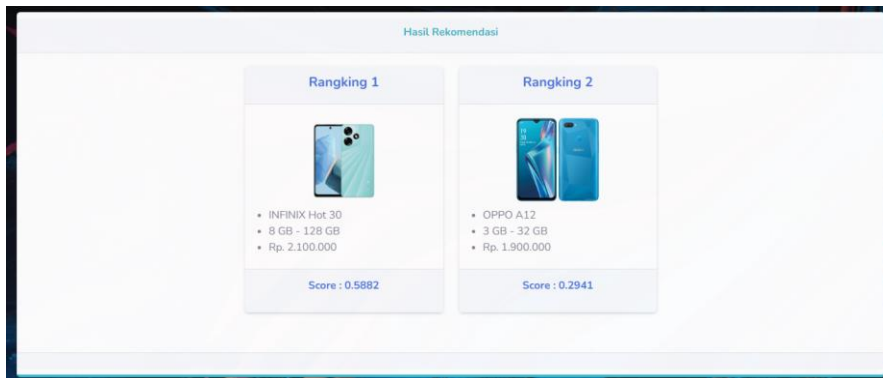 Hasil Rekomendasi
Rangking 1
INFINIX Hot 30
8 GB - 128 GB
Rp. 2.100.000
Score : 0.5882
Rangking 2
OPPO A12
3 GB - 32 GB
Rp. 1.900.000
Score : 0.2941